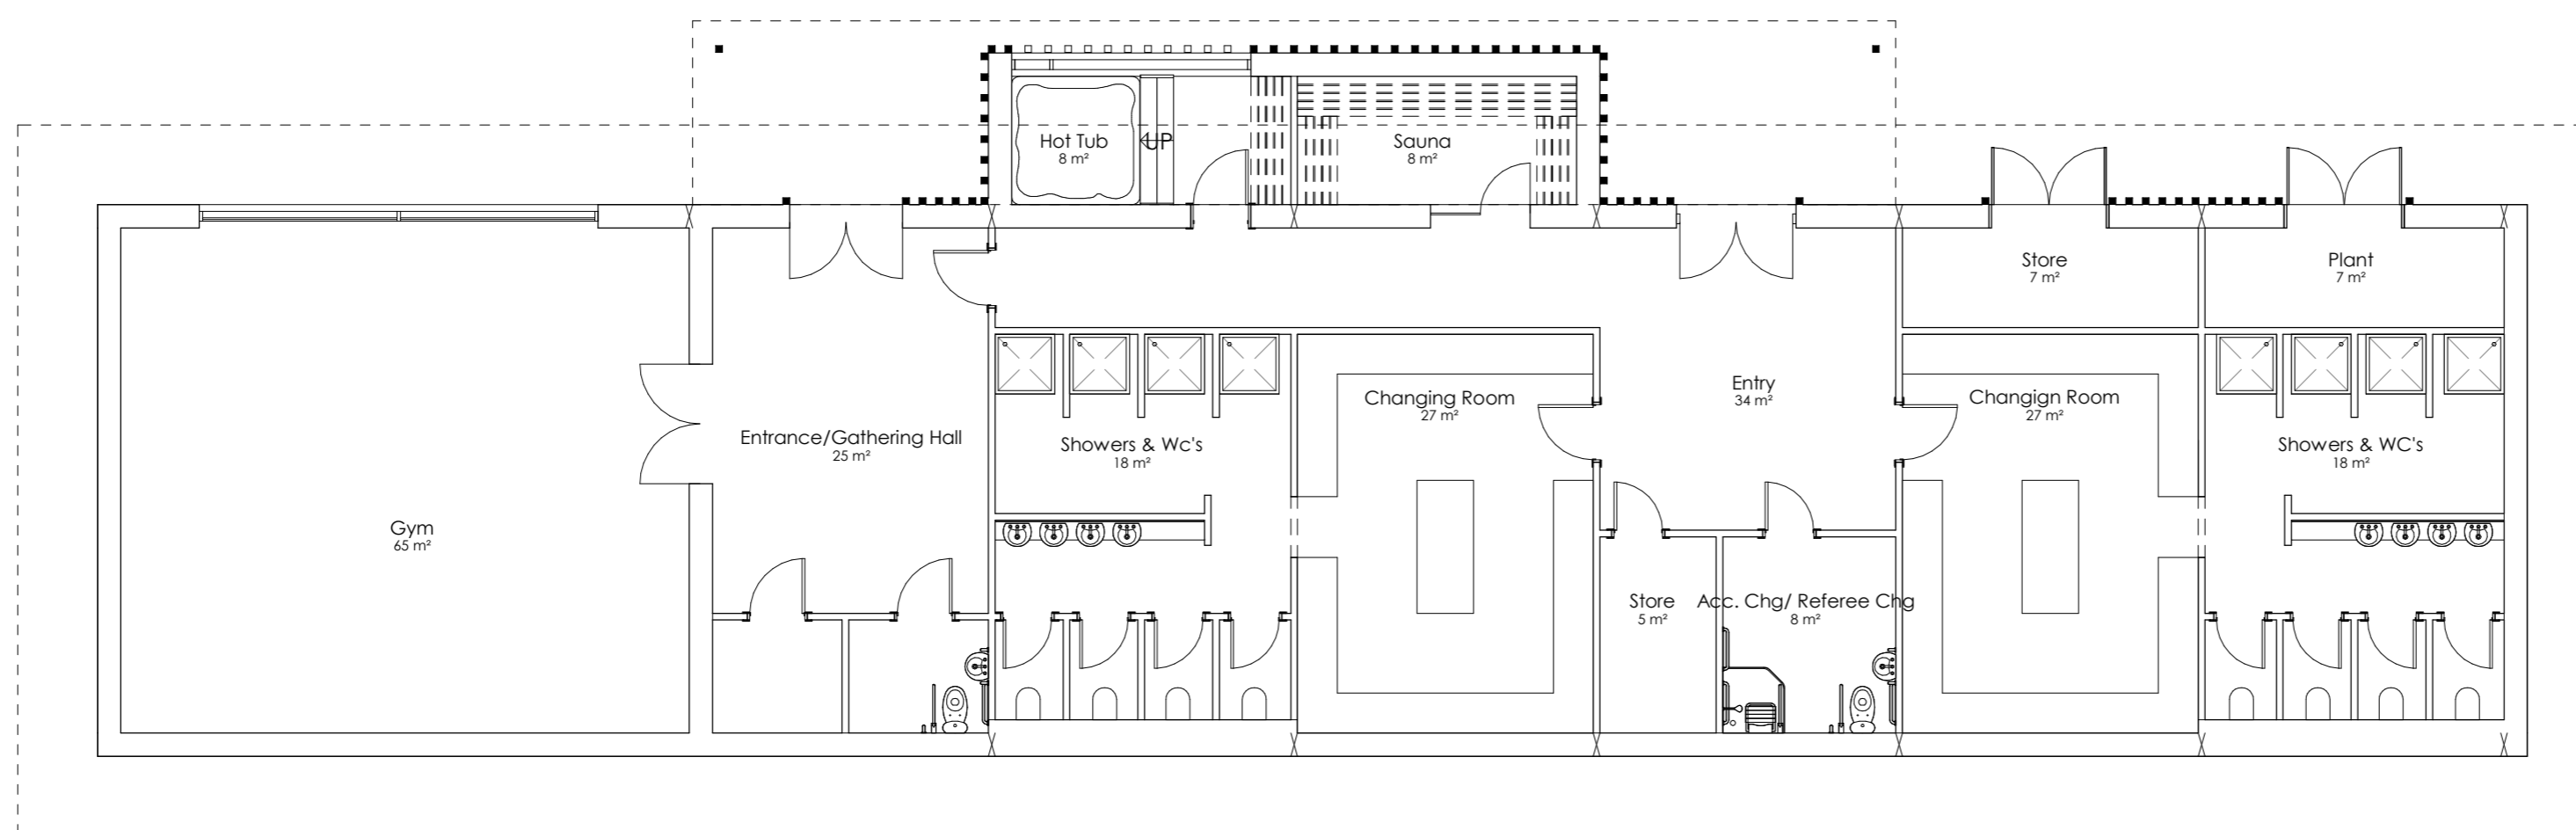 Hot Tub
8 m²
UP
Sauna
8 m²
Store
7 m²
Plant
7 m²
Entrance/Gathering Hall
25 m²
Showers & Wc's
18 m²
Changing Room
27 m²
Entry
34 m²
Changign Room
27 m²
Showers & WC's
18 m²
Gym
65 m²
Store
5 m²
Acc. Chg/ Referee Chg
8 m²